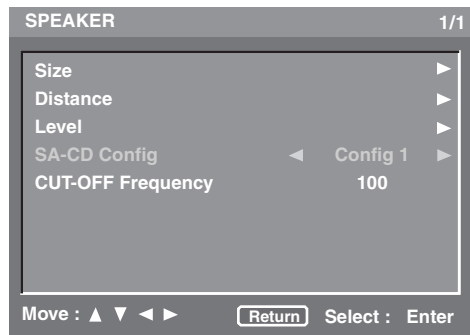 SPEAKER 1/1
Size ►
Distance ►
Level ►
SA-CD Config ◄ Config 1 ►
CUT-OFF Frequency 100
Move : ▲ ▼ ◄ ► Return Select : Enter